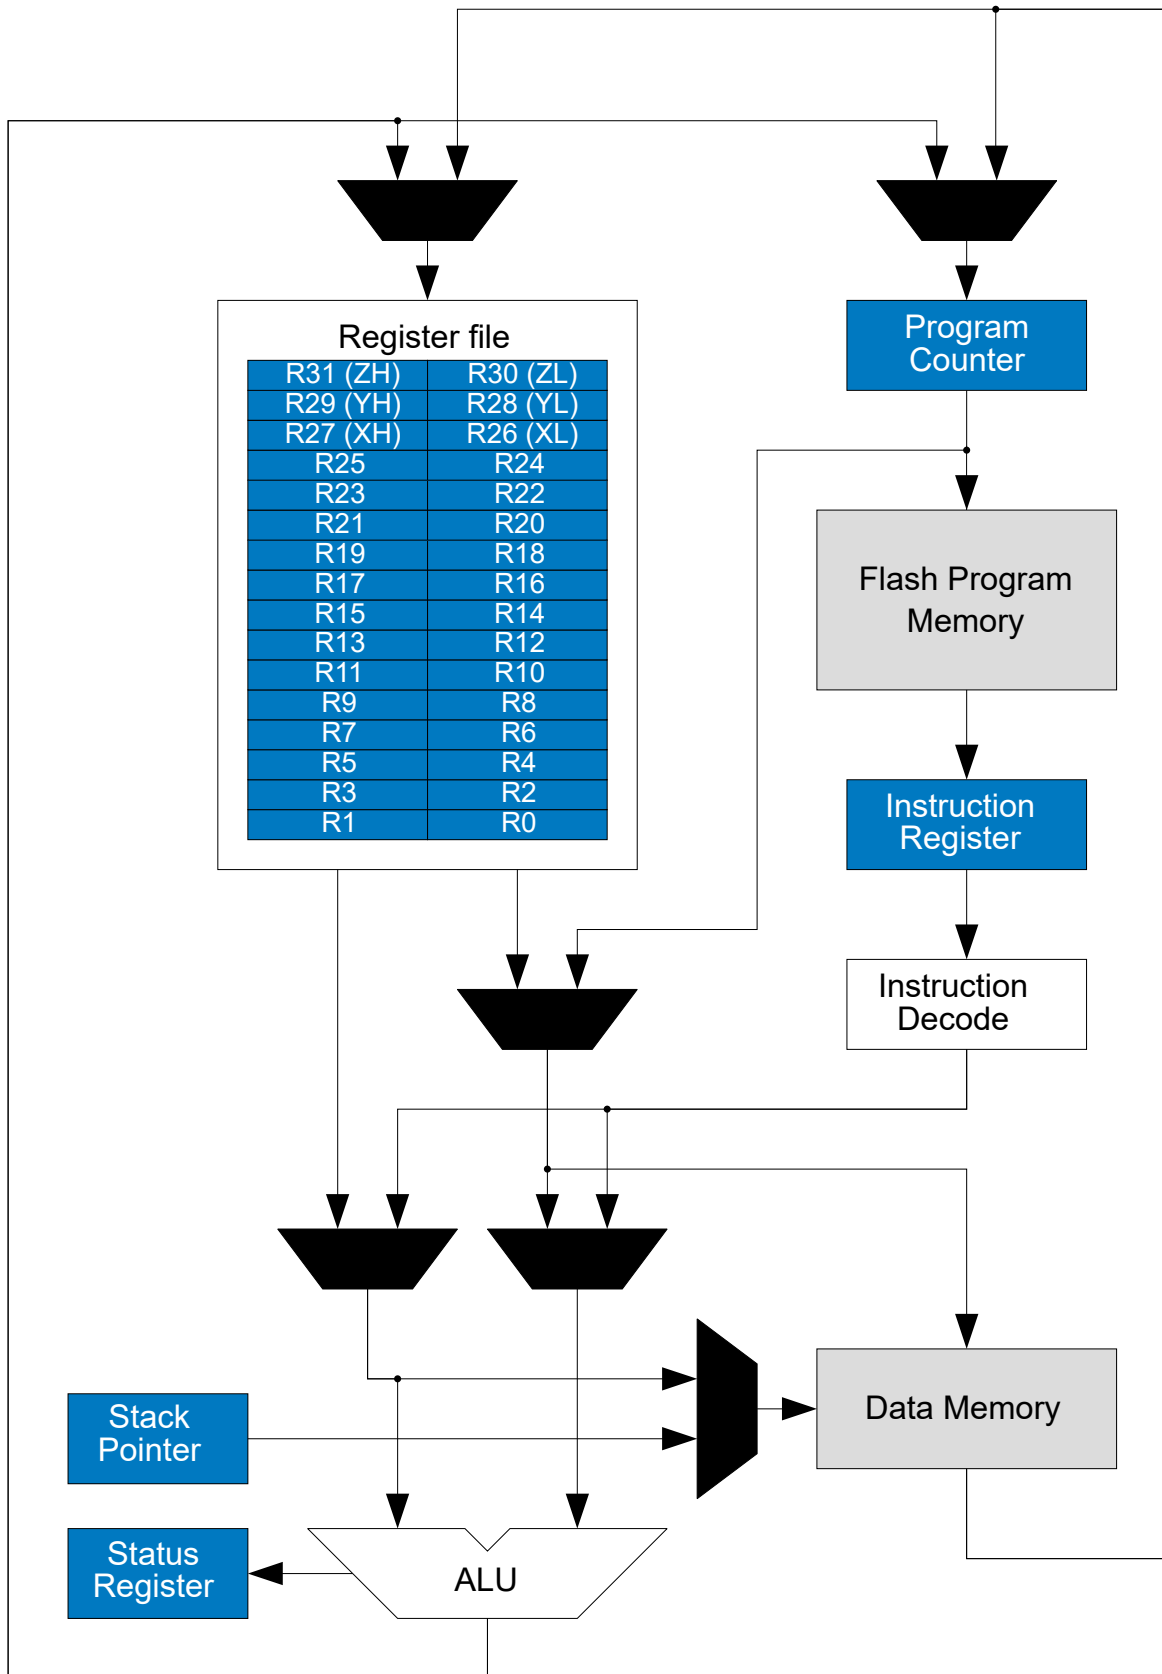 Register file
R31 (ZH) R30 (ZL)
R29 (YH) R28 (YL)
R27 (XH) R26 (XL)
R25 R24
R23 R22
R21 R20
R19 R18
R17 R16
R15 R14
R13 R12
R11 R10
R9 R8
R7 R6
R5 R4
R3 R2
R1 R0
Program
Counter
Flash Program
Memory
Instruction
Register
Instruction
Decode
Data Memory
Stack
Pointer
Status
Register
ALU